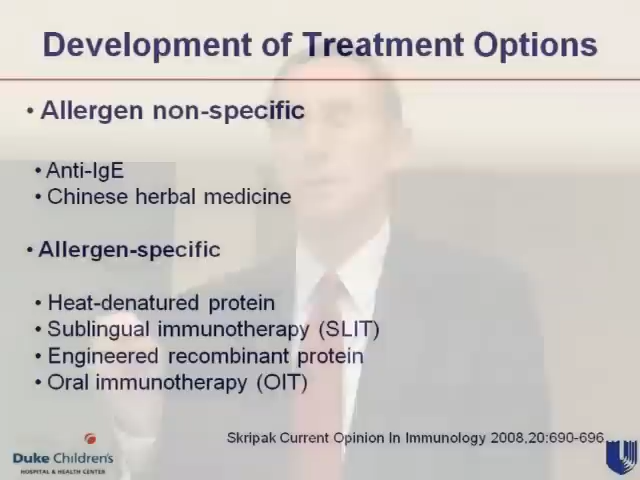 Development of Treatment Options
• Allergen non-specific
• Anti-IgE
• Chinese herbal medicine
• Allergen-specific
• Heat-denatured protein
• Sublingual immunotherapy (SLIT)
• Engineered recombinant protein
• Oral immunotherapy (OIT)
Skripak Current Opinion In Immunology 2008,20:690-696
Duke Children's
HOSPITAL & HEALTH CENTER